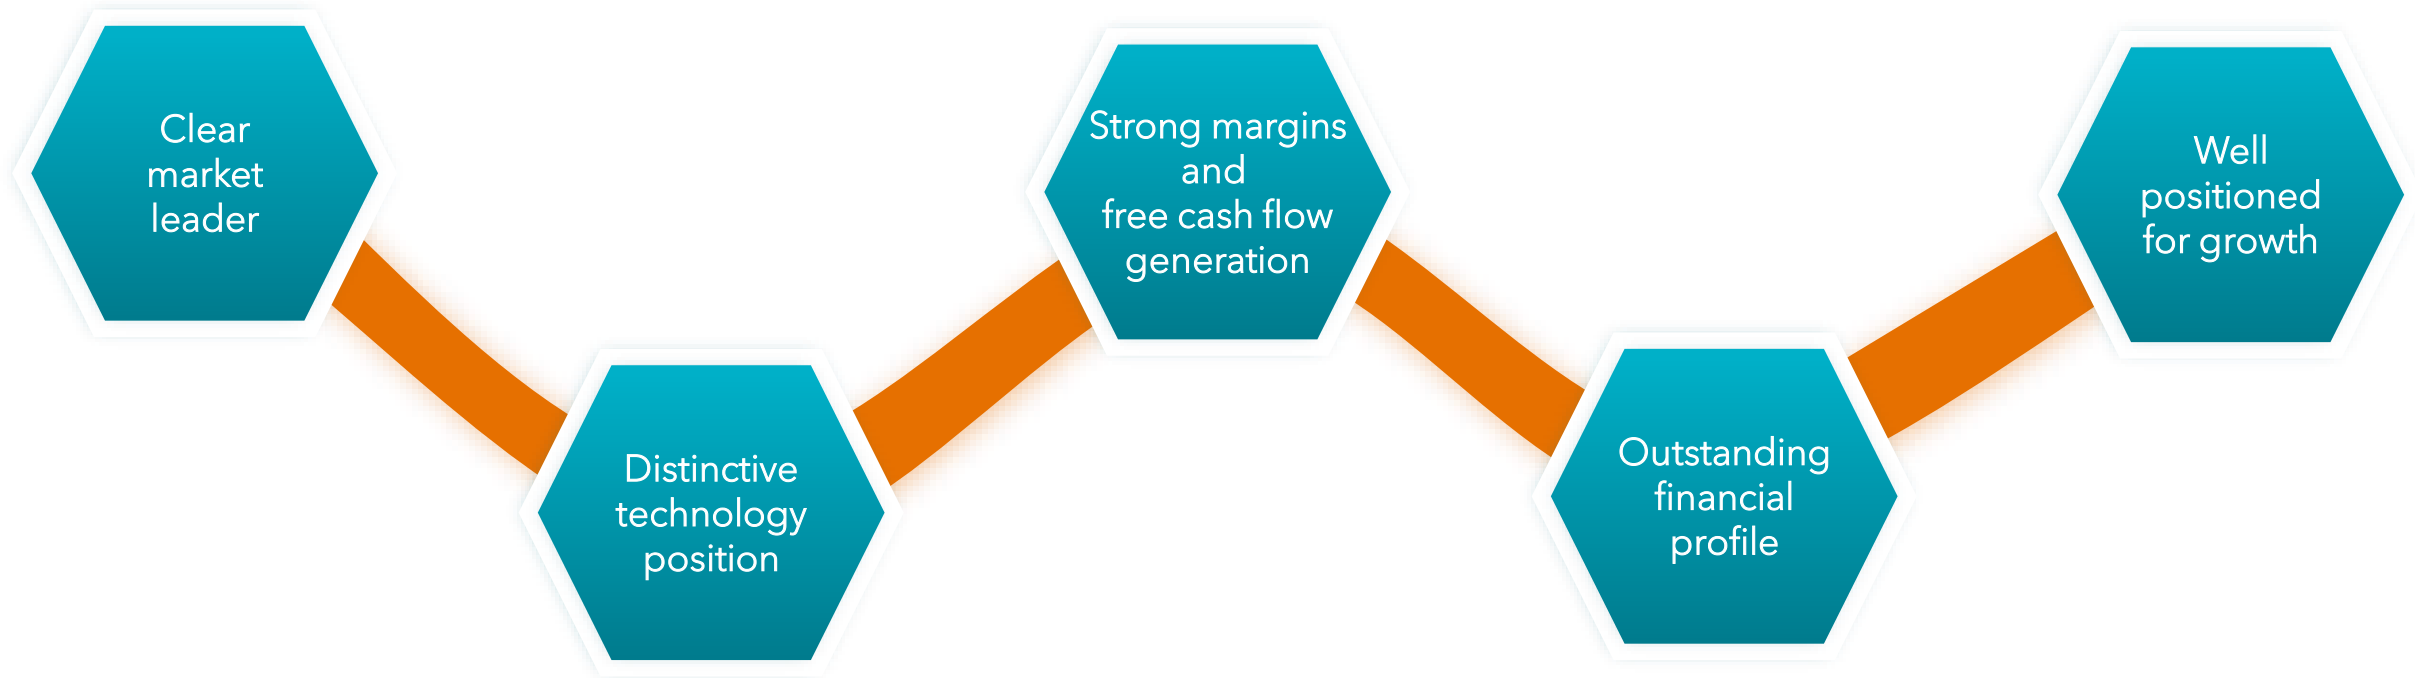 Clear
market
leader
Distinctive
technology
position
Strong margins
and
free cash flow
generation
Outstanding
financial
profile
Well
positioned
for growth